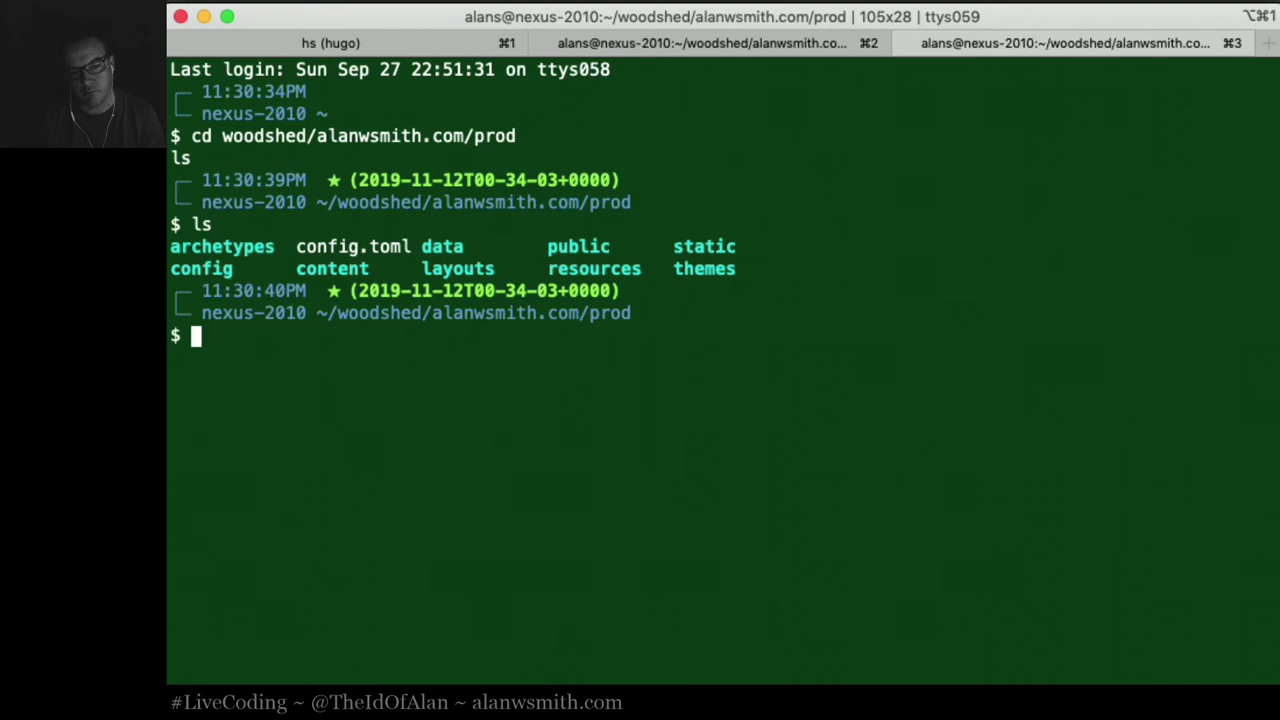 alans@nexus-2010:~/woodshed/alanwsmith.com/prod | 105x28 | ttys059 ⌥⌘1
hs (hugo) ⌘1 alans@nexus-2010:~/woodshed/alanwsmith.co... ⌘2 alans@nexus-2010:~/woodshed/alanwsmith.co... ⌘3 +
Last login: Sun Sep 27 22:51:31 on ttys058
┌─ 11:30:34PM
└─ nexus-2010 ~
$ cd woodshed/alanwsmith.com/prod
ls
┌─ 11:30:39PM ★ (2019-11-12T00-34-03+0000)
└─ nexus-2010 ~/woodshed/alanwsmith.com/prod
$ ls
archetypes config.toml data public static
config content layouts resources themes
┌─ 11:30:40PM ★ (2019-11-12T00-34-03+0000)
└─ nexus-2010 ~/woodshed/alanwsmith.com/prod
$
#LiveCoding ~ @TheIdOfAlan ~ alanwsmith.com